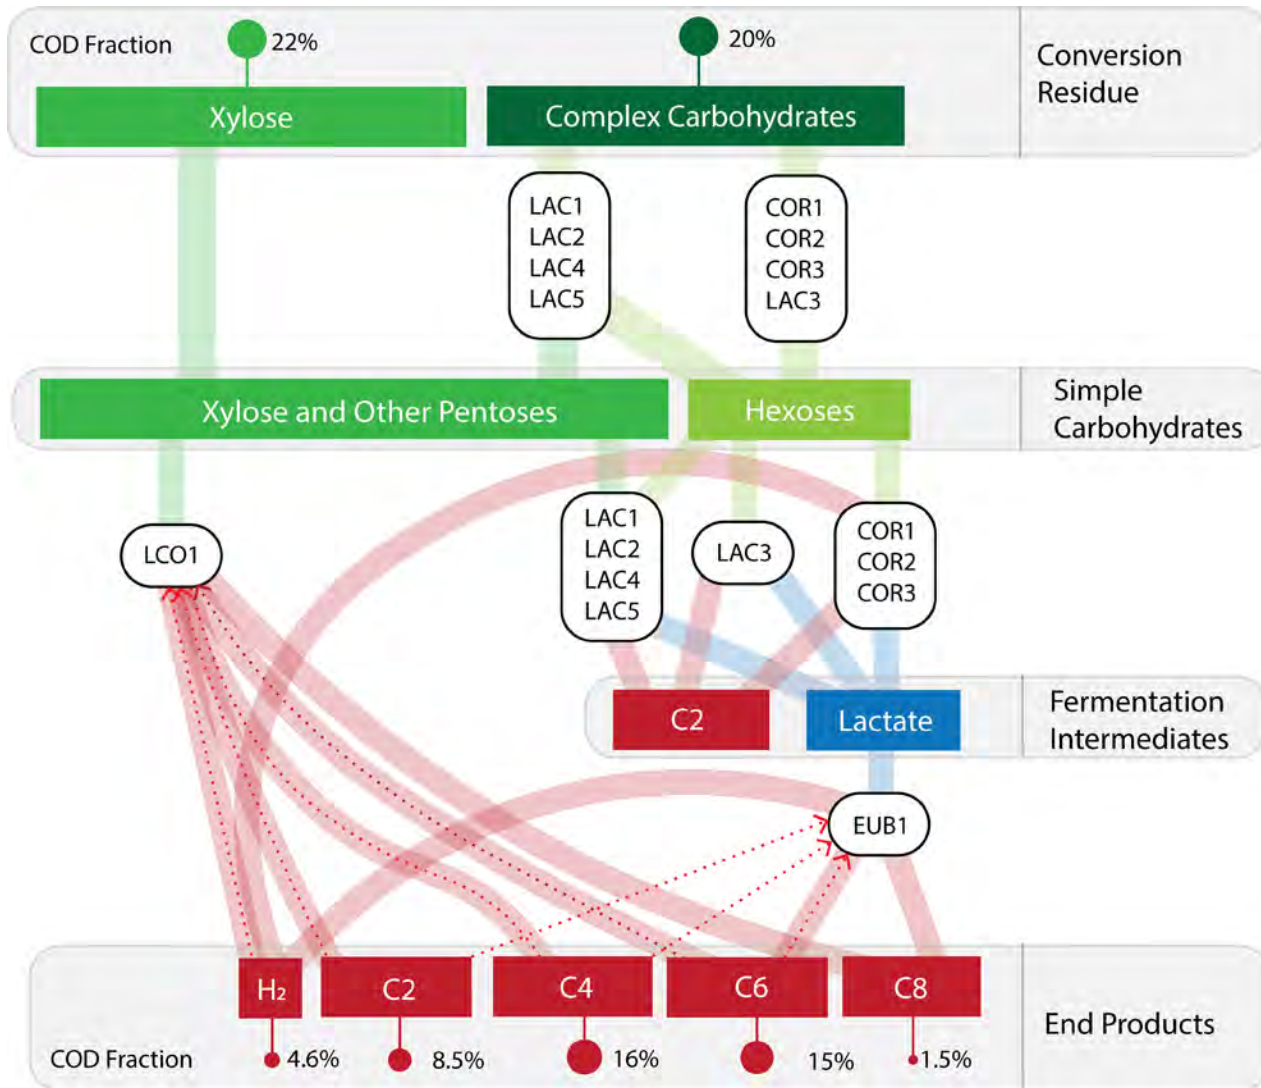 COD Fraction
22%
20%
Conversion
Residue
Xylose
Complex Carbohydrates
LAC1
LAC2
LAC4
LAC5
COR1
COR2
COR3
LAC3
Xylose and Other Pentoses
Hexoses
Simple
Carbohydrates
LCO1
LAC1
LAC2
LAC4
LAC5
LAC3
COR1
COR2
COR3
C2
Lactate
Fermentation
Intermediates
EUB1
H₂
C2
C4
C6
C8
End Products
COD Fraction
4.6%
8.5%
16%
15%
1.5%